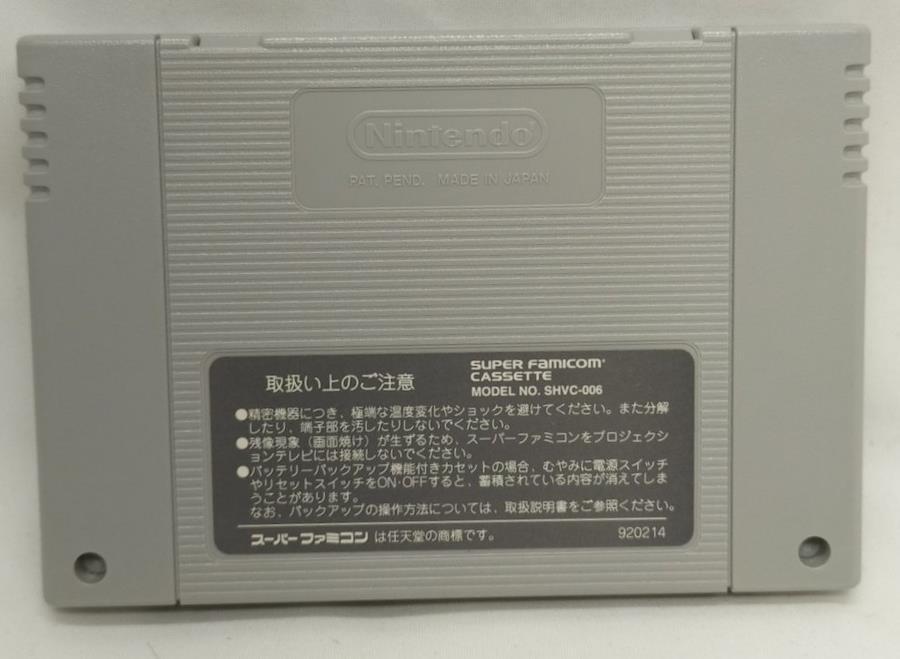 Nintendo
PAT. PEND. MADE IN JAPAN
取扱い上のご注意
SUPER FAMICOM
CASSETTE
MODEL NO. SHVC-006
●精密機器につき、極端な温度変化やショックを避けてください。また分解
したり、端子部を汚したりしないでください。
●残像現象（画面焼け）が生ずるため、スーパーファミコンをプロジェクシ
ョンテレビには接続しないでください。
●バッテリーバックアップ機能付きカセットの場合、むやみに電源スイッチ
やリセットスイッチをON・OFFすると、蓄積されている内容が消えてしま
うことがあります。
なお、バックアップの操作方法については、取扱説明書をご参照ください。
スーパーファミコンは任天堂の商標です。
920214